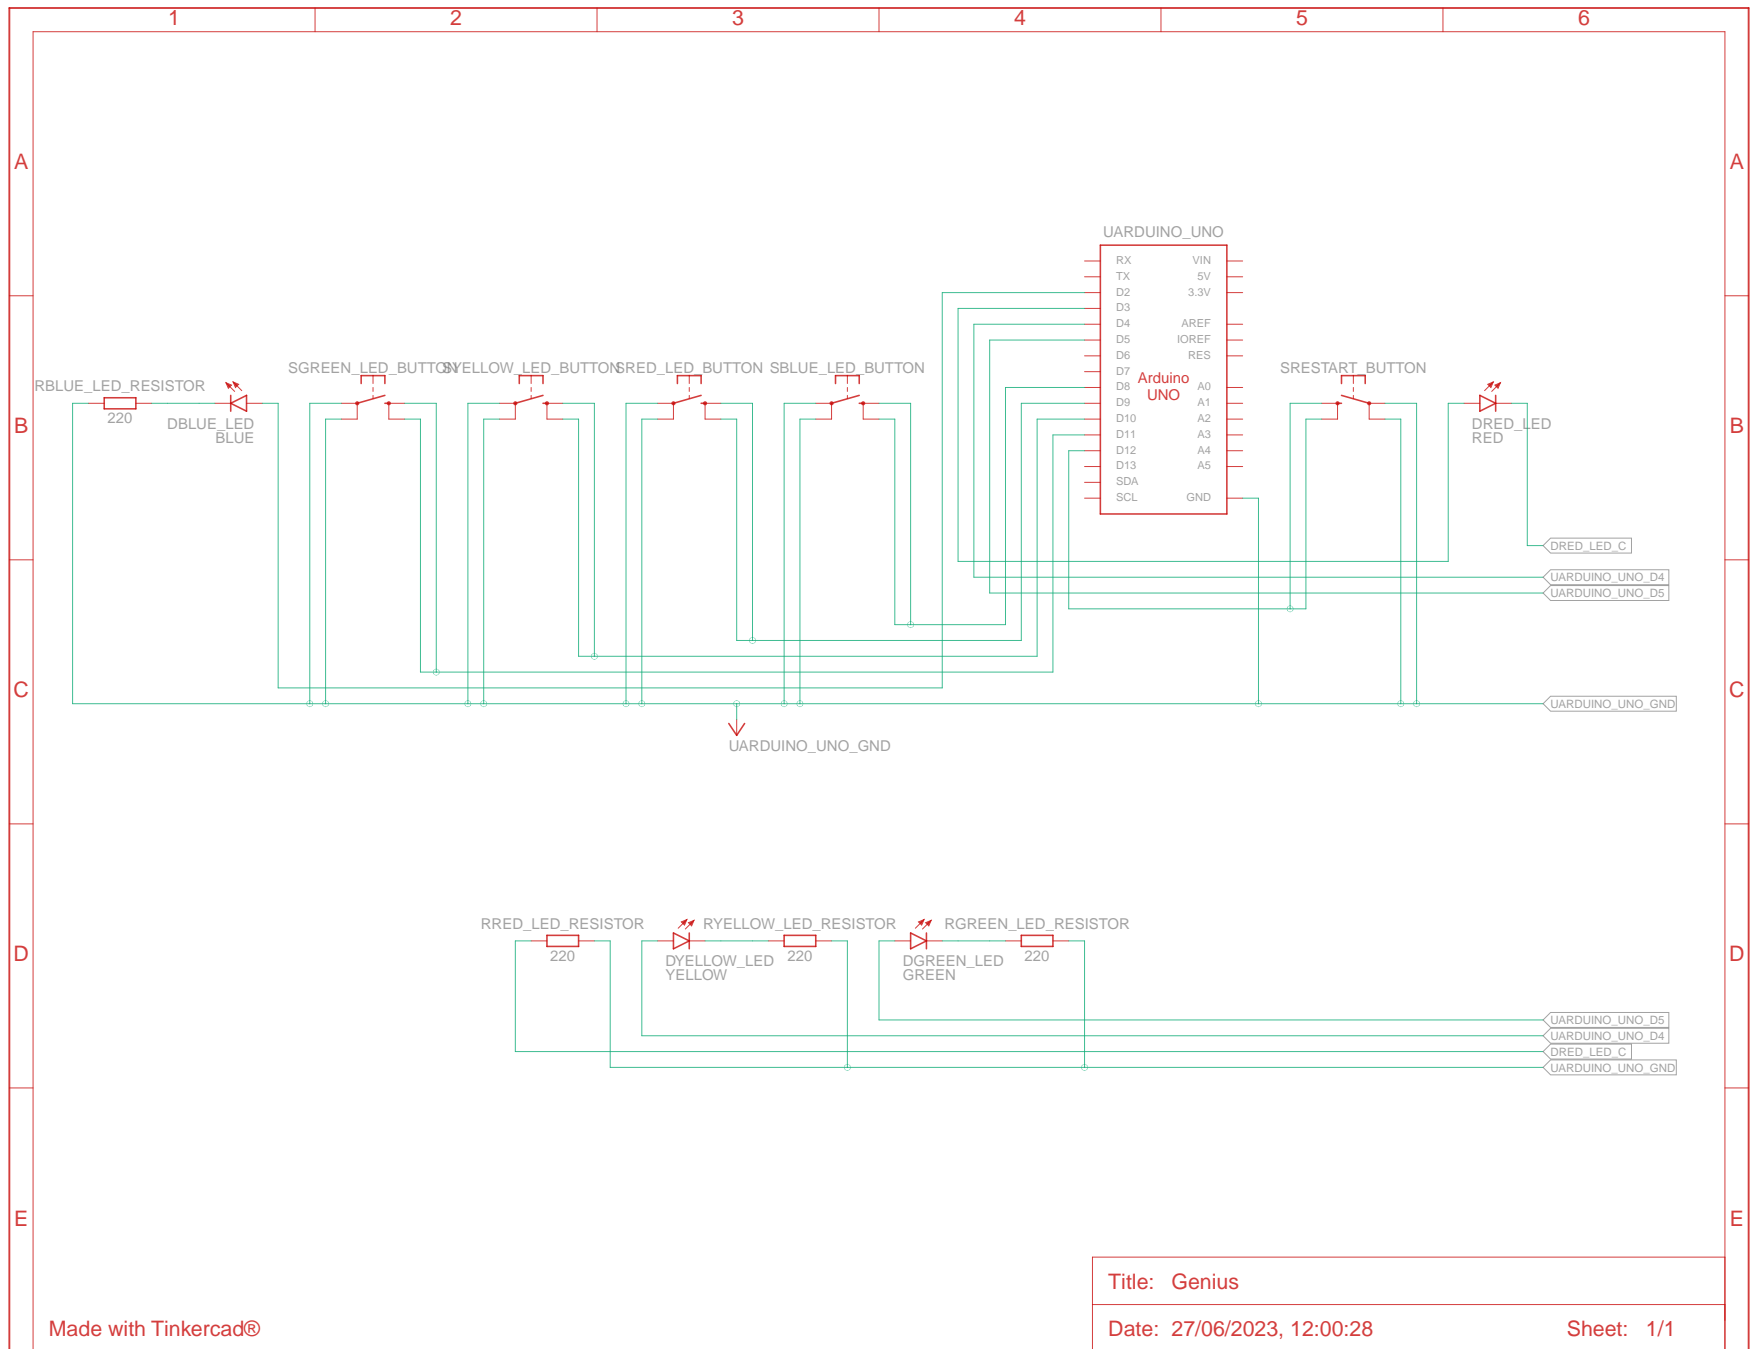 1 2 3 4 5 6
A A
UARDUINO_UNO
RX VIN
TX 5V
D2 3.3V
D3
D4 AREF
D5 IOREF
D6 RES
D7
Arduino
UNO
D8 A0
D9 A1
D10 A2
D11 A3
D12 A4
D13 A5
SDA
SCL GND
SGREEN_LED_BUTTON SYELLOW_LED_BUTTON SRED_LED_BUTTON SBLUE_LED_BUTTON SRESTART_BUTTON
RBLUE_LED_RESISTOR
220
DBLUE_LED
BLUE
DRED_LED
RED
B B
DRED_LED_C
UARDUINO_UNO_D4
UARDUINO_UNO_D5
C C
UARDUINO_UNO_GND
UARDUINO_UNO_GND
RRED_LED_RESISTOR RYELLOW_LED_RESISTOR RGREEN_LED_RESISTOR
220 220 220
DYELLOW_LED
YELLOW
DGREEN_LED
GREEN
D D
UARDUINO_UNO_D5
UARDUINO_UNO_D4
DRED_LED_C
UARDUINO_UNO_GND
E E
Title: Genius
Made with Tinkercad®
Date: 27/06/2023, 12:00:28 Sheet: 1/1